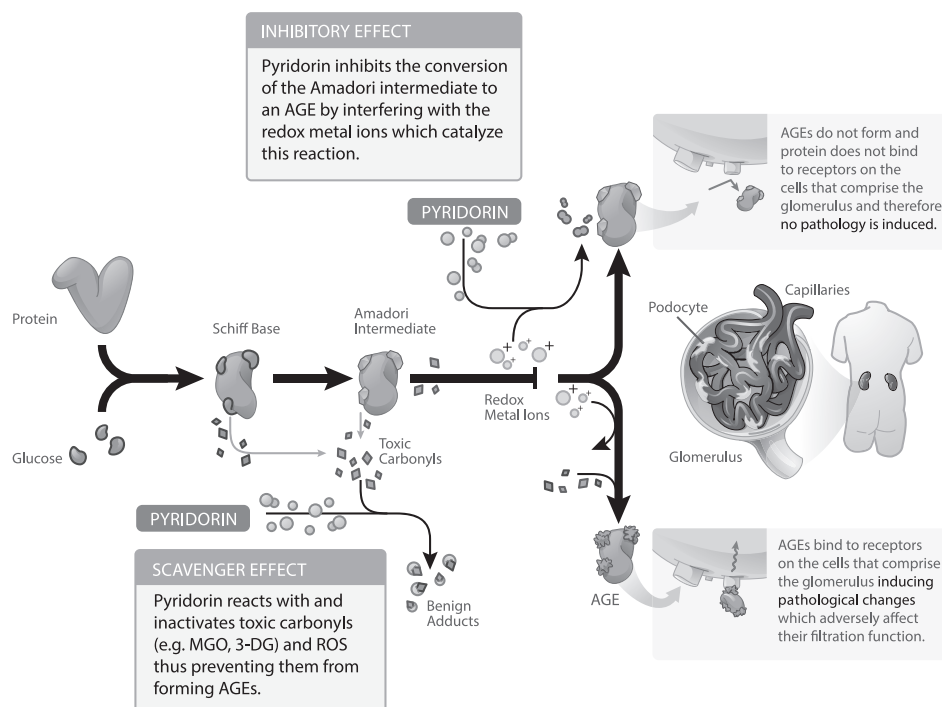 INHIBITORY EFFECT
Pyridorin inhibits the conversion
of the Amadori intermediate to
an AGE by interfering with the
redox metal ions which catalyze
this reaction.
AGEs do not form and
protein does not bind
to receptors on the
cells that comprise the
glomerulus and therefore
no pathology is induced.
PYRIDORIN
Protein
Schiff Base
Amadori
Intermediate
+
+
+
+
Redox
Metal Ions
+
+
+
Podocyte
Capillaries
Glomerulus
Glucose
Toxic
Carbonyls
PYRIDORIN
SCAVENGER EFFECT
Pyridorin reacts with and
inactivates toxic carbonyls
(e.g. MGO, 3-DG) and ROS
thus preventing them from
forming AGEs.
Benign
Adducts
AGE
AGEs bind to receptors
on the cells that comprise
the glomerulus inducing
pathological changes
which adversely affect
their filtration function.